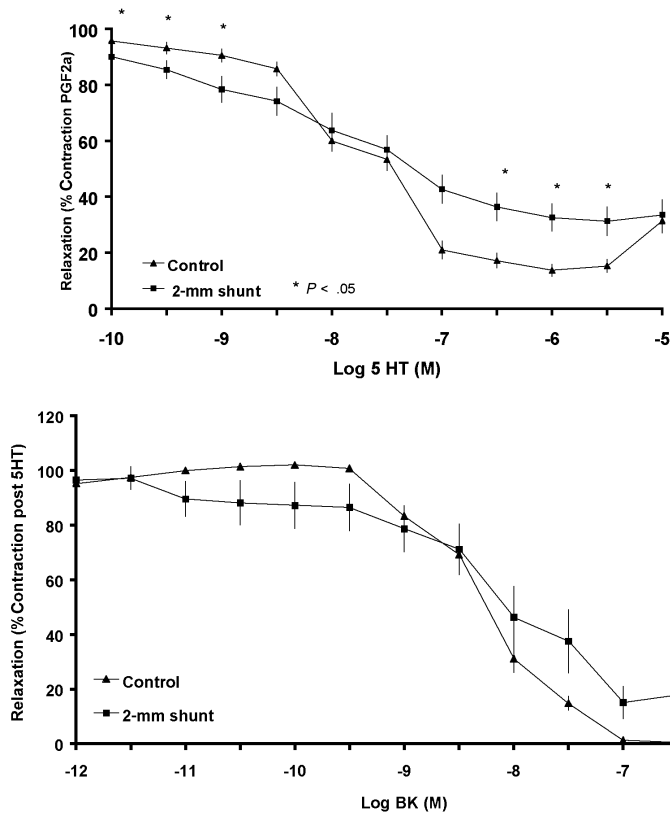 * * *
100
80
60
40
20
0
Relaxation (% Contraction PGF2a)
* * *
Control
2-mm shunt
* P < .05
-10 -9 -8 -7 -6 -5
Log 5 HT (M)
120
100
80
60
40
20
0
Relaxation (%Contraction post 5HT)
Control
2-mm shunt
-12 -11 -10 -9 -8 -7
Log BK (M)